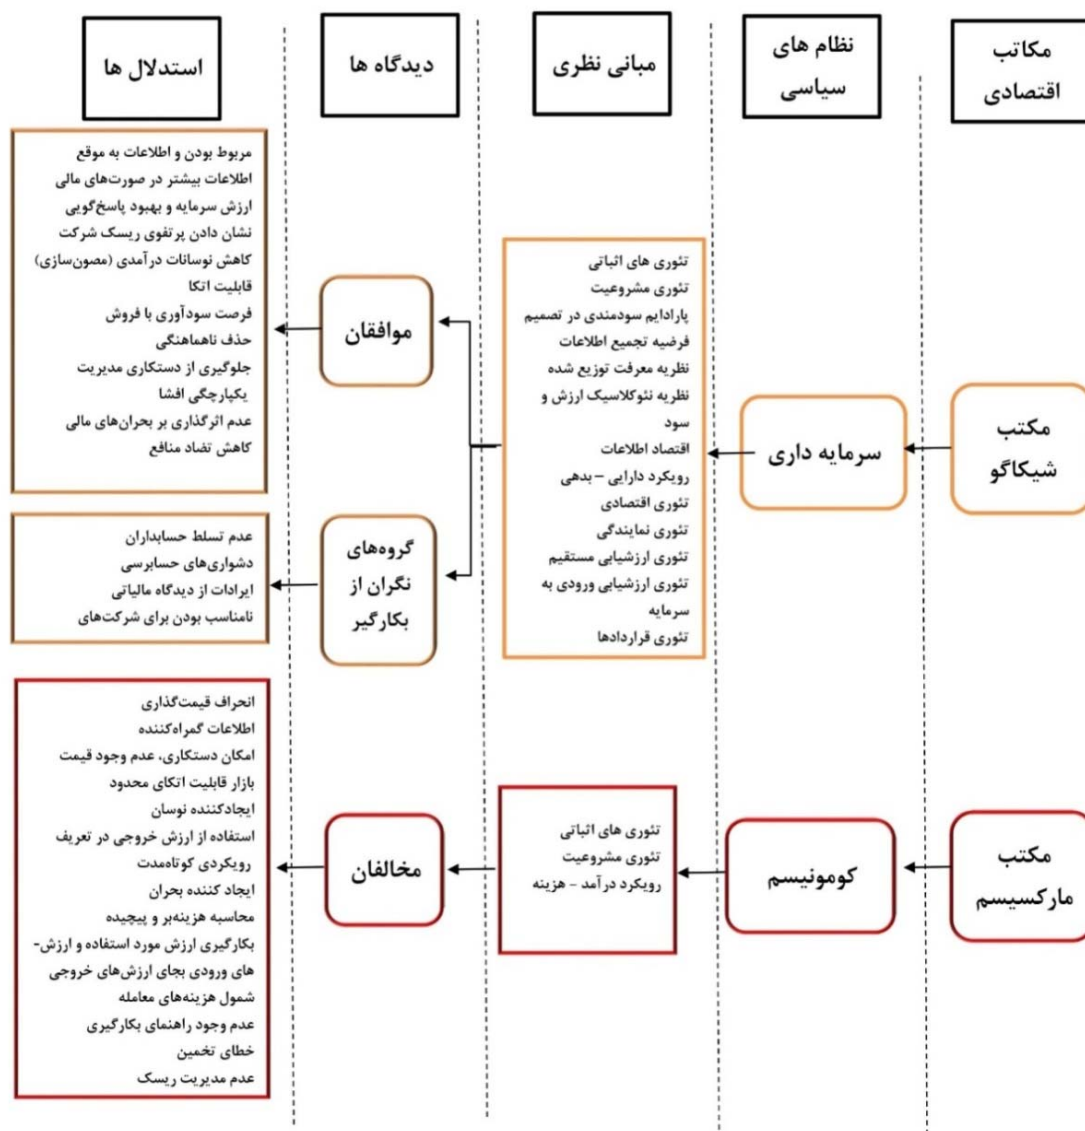 مکاتب
اقتصادی
نظام های
سیاسی
مبانی نظری
دیدگاه ها
استدلال ها
مکتب
شیکاگو
سرمایه داری
تئوری های اثباتی
تئوری مشروعیت
پارادایم سودمندی در تصمیم
فرضیه تجمیع اطلاعات
نظریه معرفت توزیع شده
نظریه نئوکلاسیک ارزش و
سود
اقتصاد اطلاعات
رویکرد دارایی – بدهی
تئوری اقتصادی
تئوری نمایندگی
تئوری ارزشیابی مستقیم
تئوری ارزشیابی ورودی به
سرمایه
تئوری قراردادها
موافقان
مربوط بودن و اطلاعات به موقع
اطلاعات بیشتر در صورت‌های مالی
ارزش سرمایه و بهبود پاسخ‌گویی
نشان دادن پرتفوی ریسک شرکت
کاهش نوسانات درآمدی (مصون‌سازی)
قابلیت اتکا
فرصت سودآوری با فروش
حذف ناهماهنگی
جلوگیری از دستکاری مدیریت
یکپارچگی افشا
عدم اثرگذاری بر بحران‌های مالی
کاهش تضاد منافع
گروه‌های
نگران از
بکارگیر
عدم تسلط حسابداران
دشواری‌های حسابرسی
ایرادات از دیدگاه مالیاتی
نامناسب بودن برای شرکت‌های
مکتب
مارکسیسم
کومونیسم
تئوری های اثباتی
تئوری مشروعیت
رویکرد درآمد - هزینه
مخالفان
انحراف قیمت‌گذاری
اطلاعات گمراه‌کننده
امکان دستکاری، عدم وجود قیمت
بازار قابلیت اتکای محدود
ایجادکننده نوسان
استفاده از ارزش خروجی در تعریف
رویکردی کوتاه‌مدت
ایجاد کننده بحران
محاسبه هزینه‌بر و پیچیده
بکارگیری ارزش مورد استفاده و ارزش-
های ورودی بجای ارزش‌های خروجی
شمول هزینه‌های معامله
عدم وجود راهنمای بکارگیری
خطای تخمین
عدم مدیریت ریسک